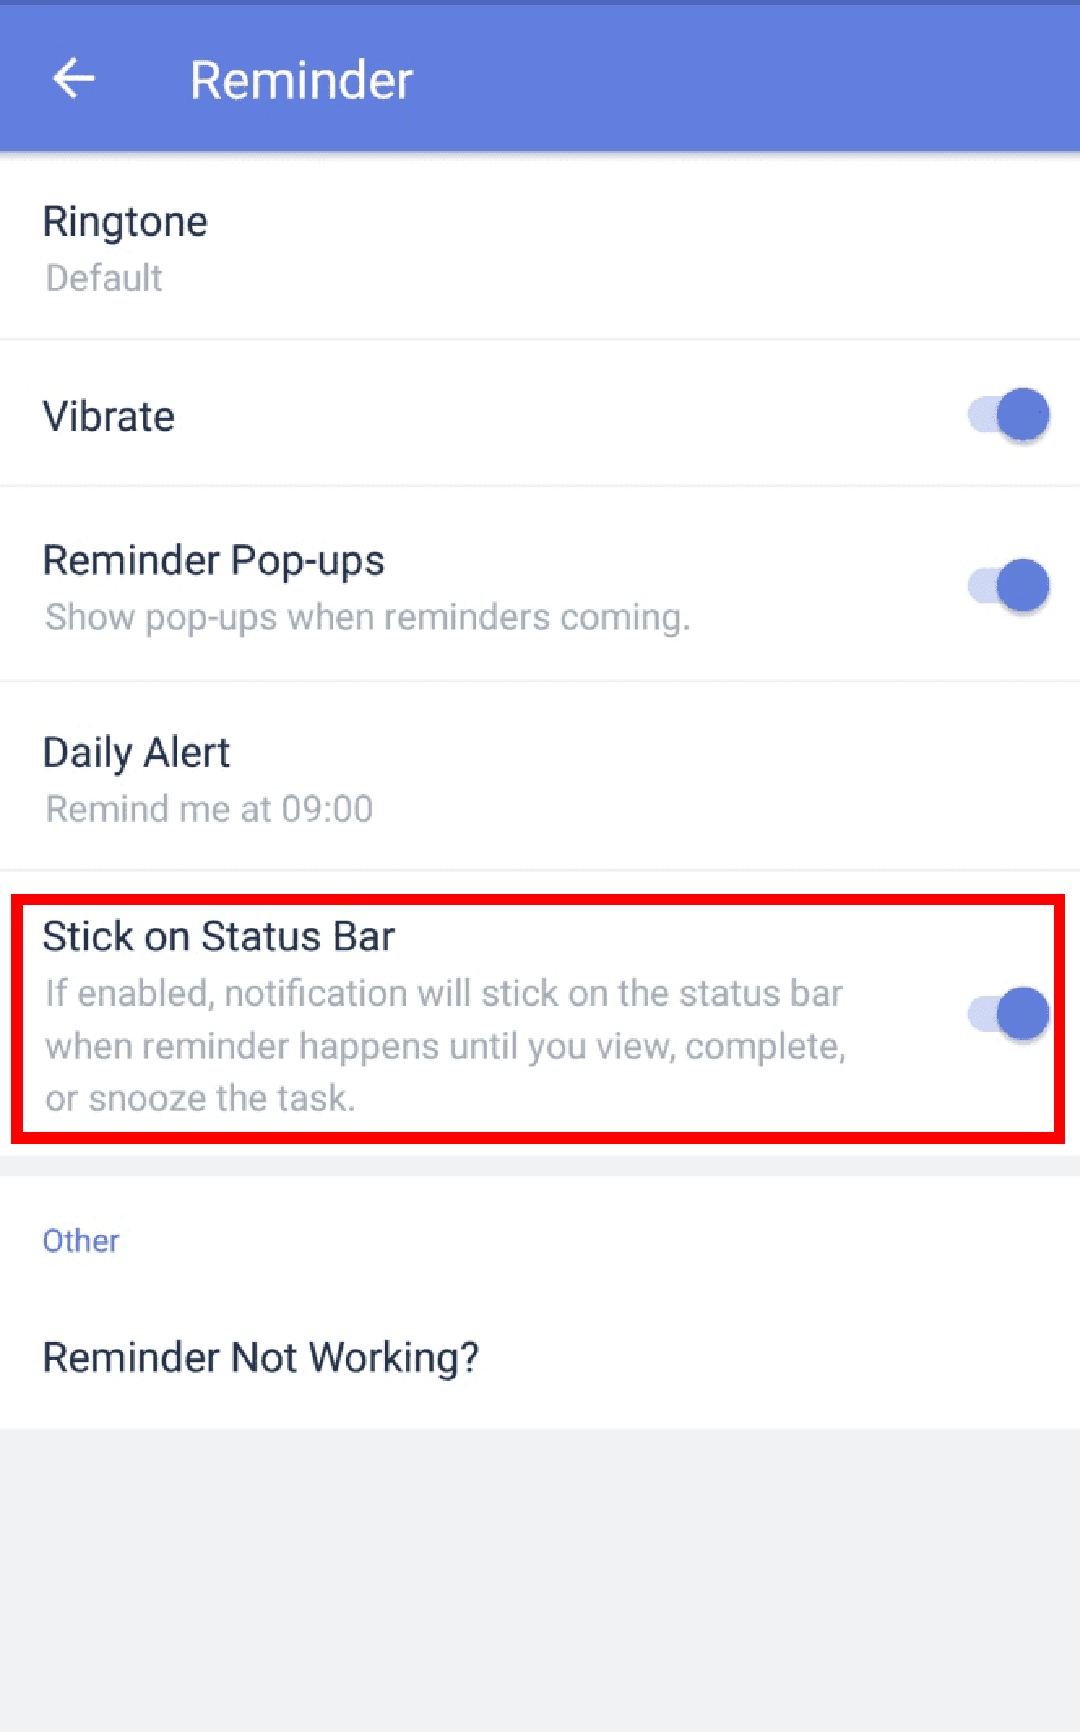 Reminder
Ringtone
Default
Vibrate
Reminder Pop-ups
Show pop-ups when reminders coming.
Daily Alert
Remind me at 09:00
Stick on Status Bar
If enabled, notification will stick on the status bar
when reminder happens until you view, complete,
or snooze the task.
Other
Reminder Not Working?